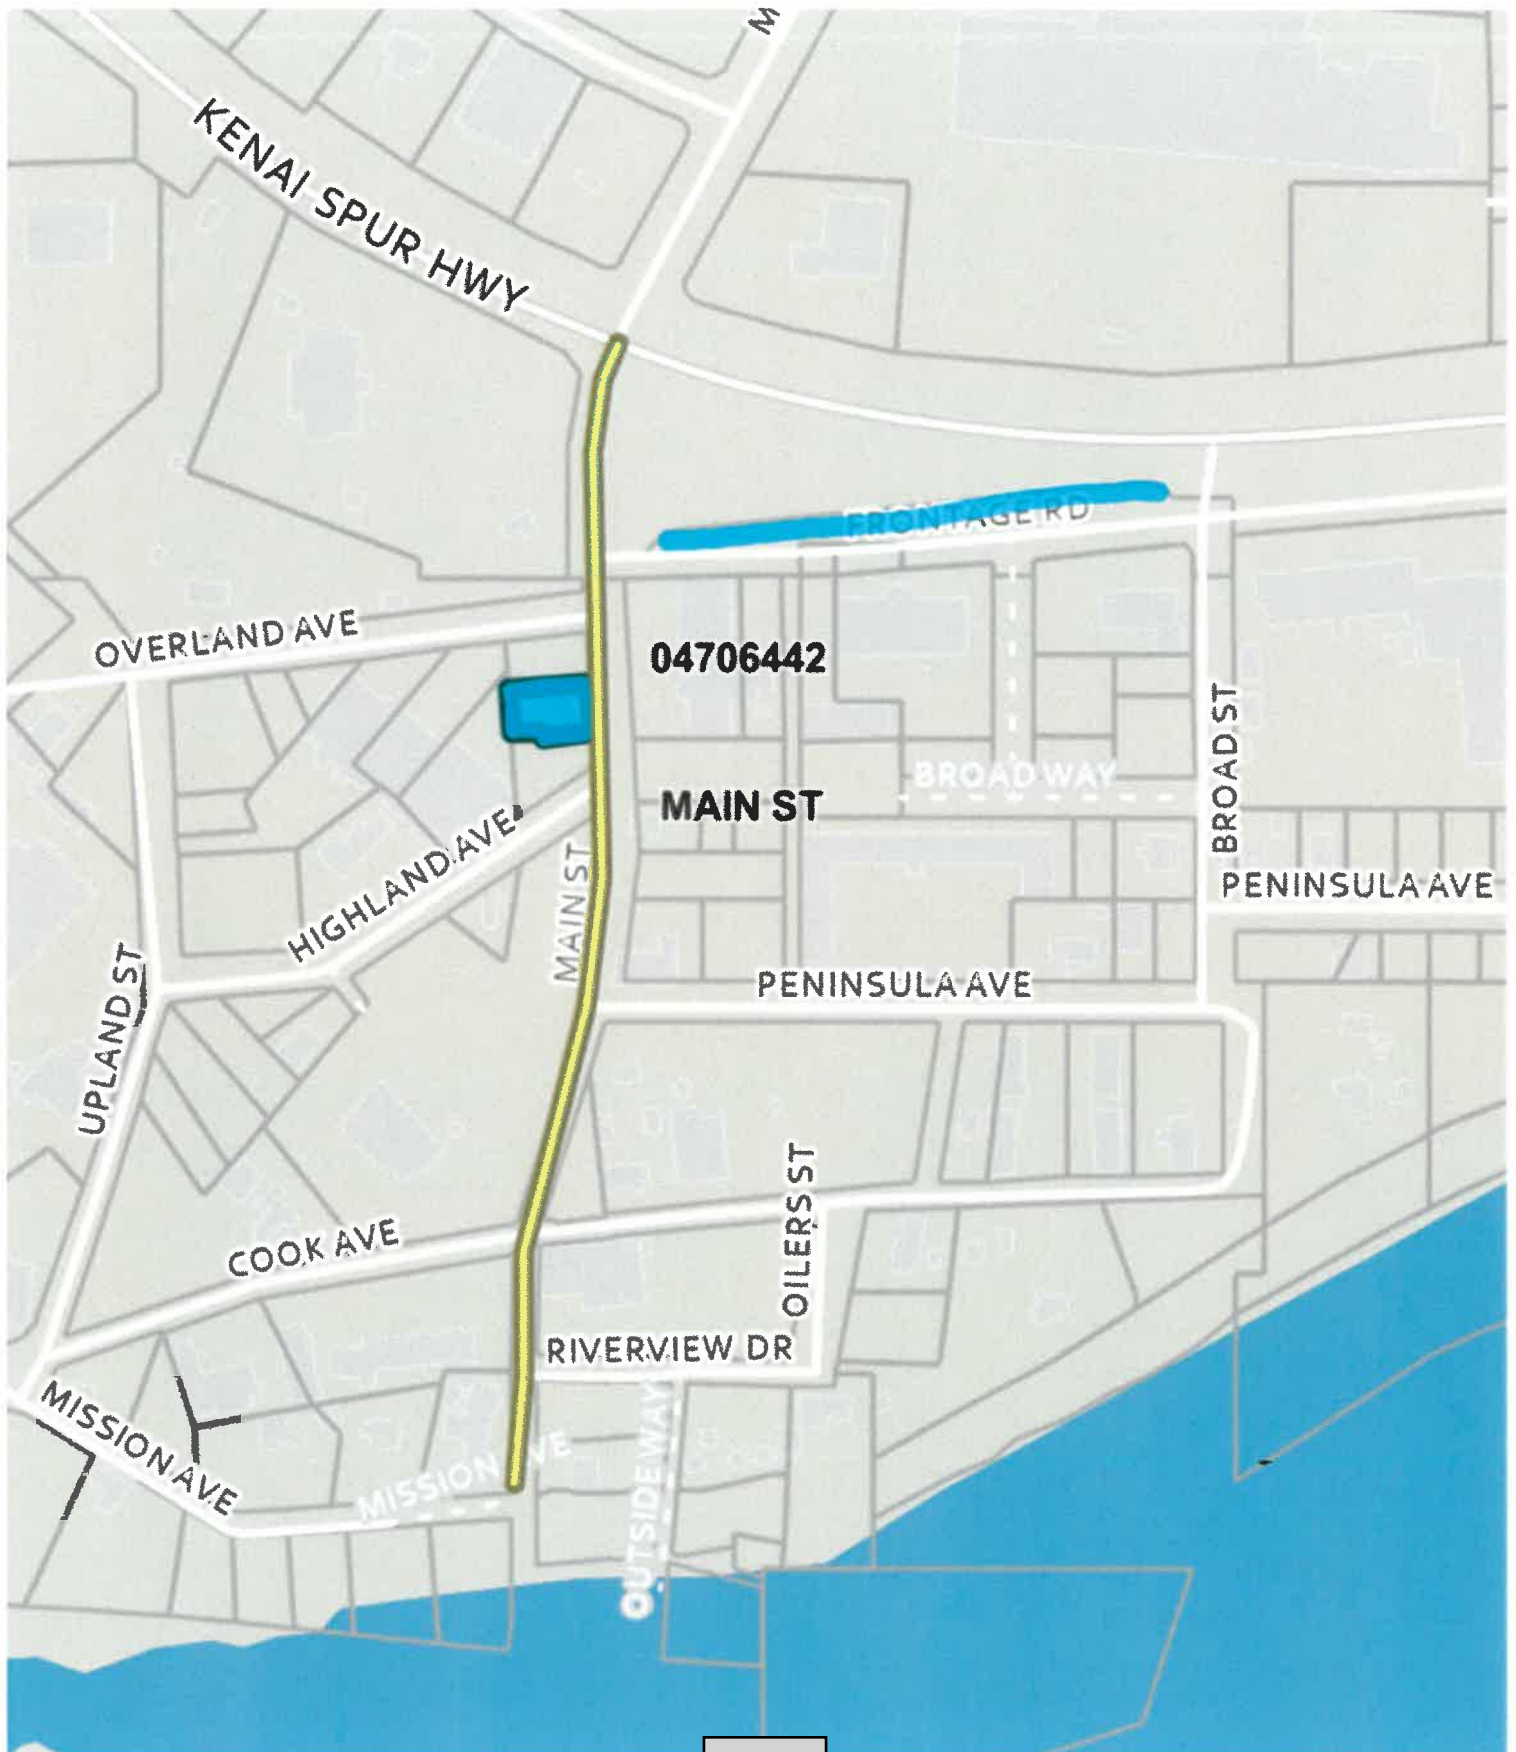 M
KENAI SPUR HWY
FRONTAGE RD
OVERLAND AVE
04706442
BROADWAY
MAIN ST
BROAD ST
HIGHLAND AVE
MAIN ST
PENINSULA AVE
UPLAND ST
PENINSULA AVE
OILERS ST
COOK AVE
RIVERVIEW DR
MISSION AVE
MISSION AVE
OUTSIDE WAY